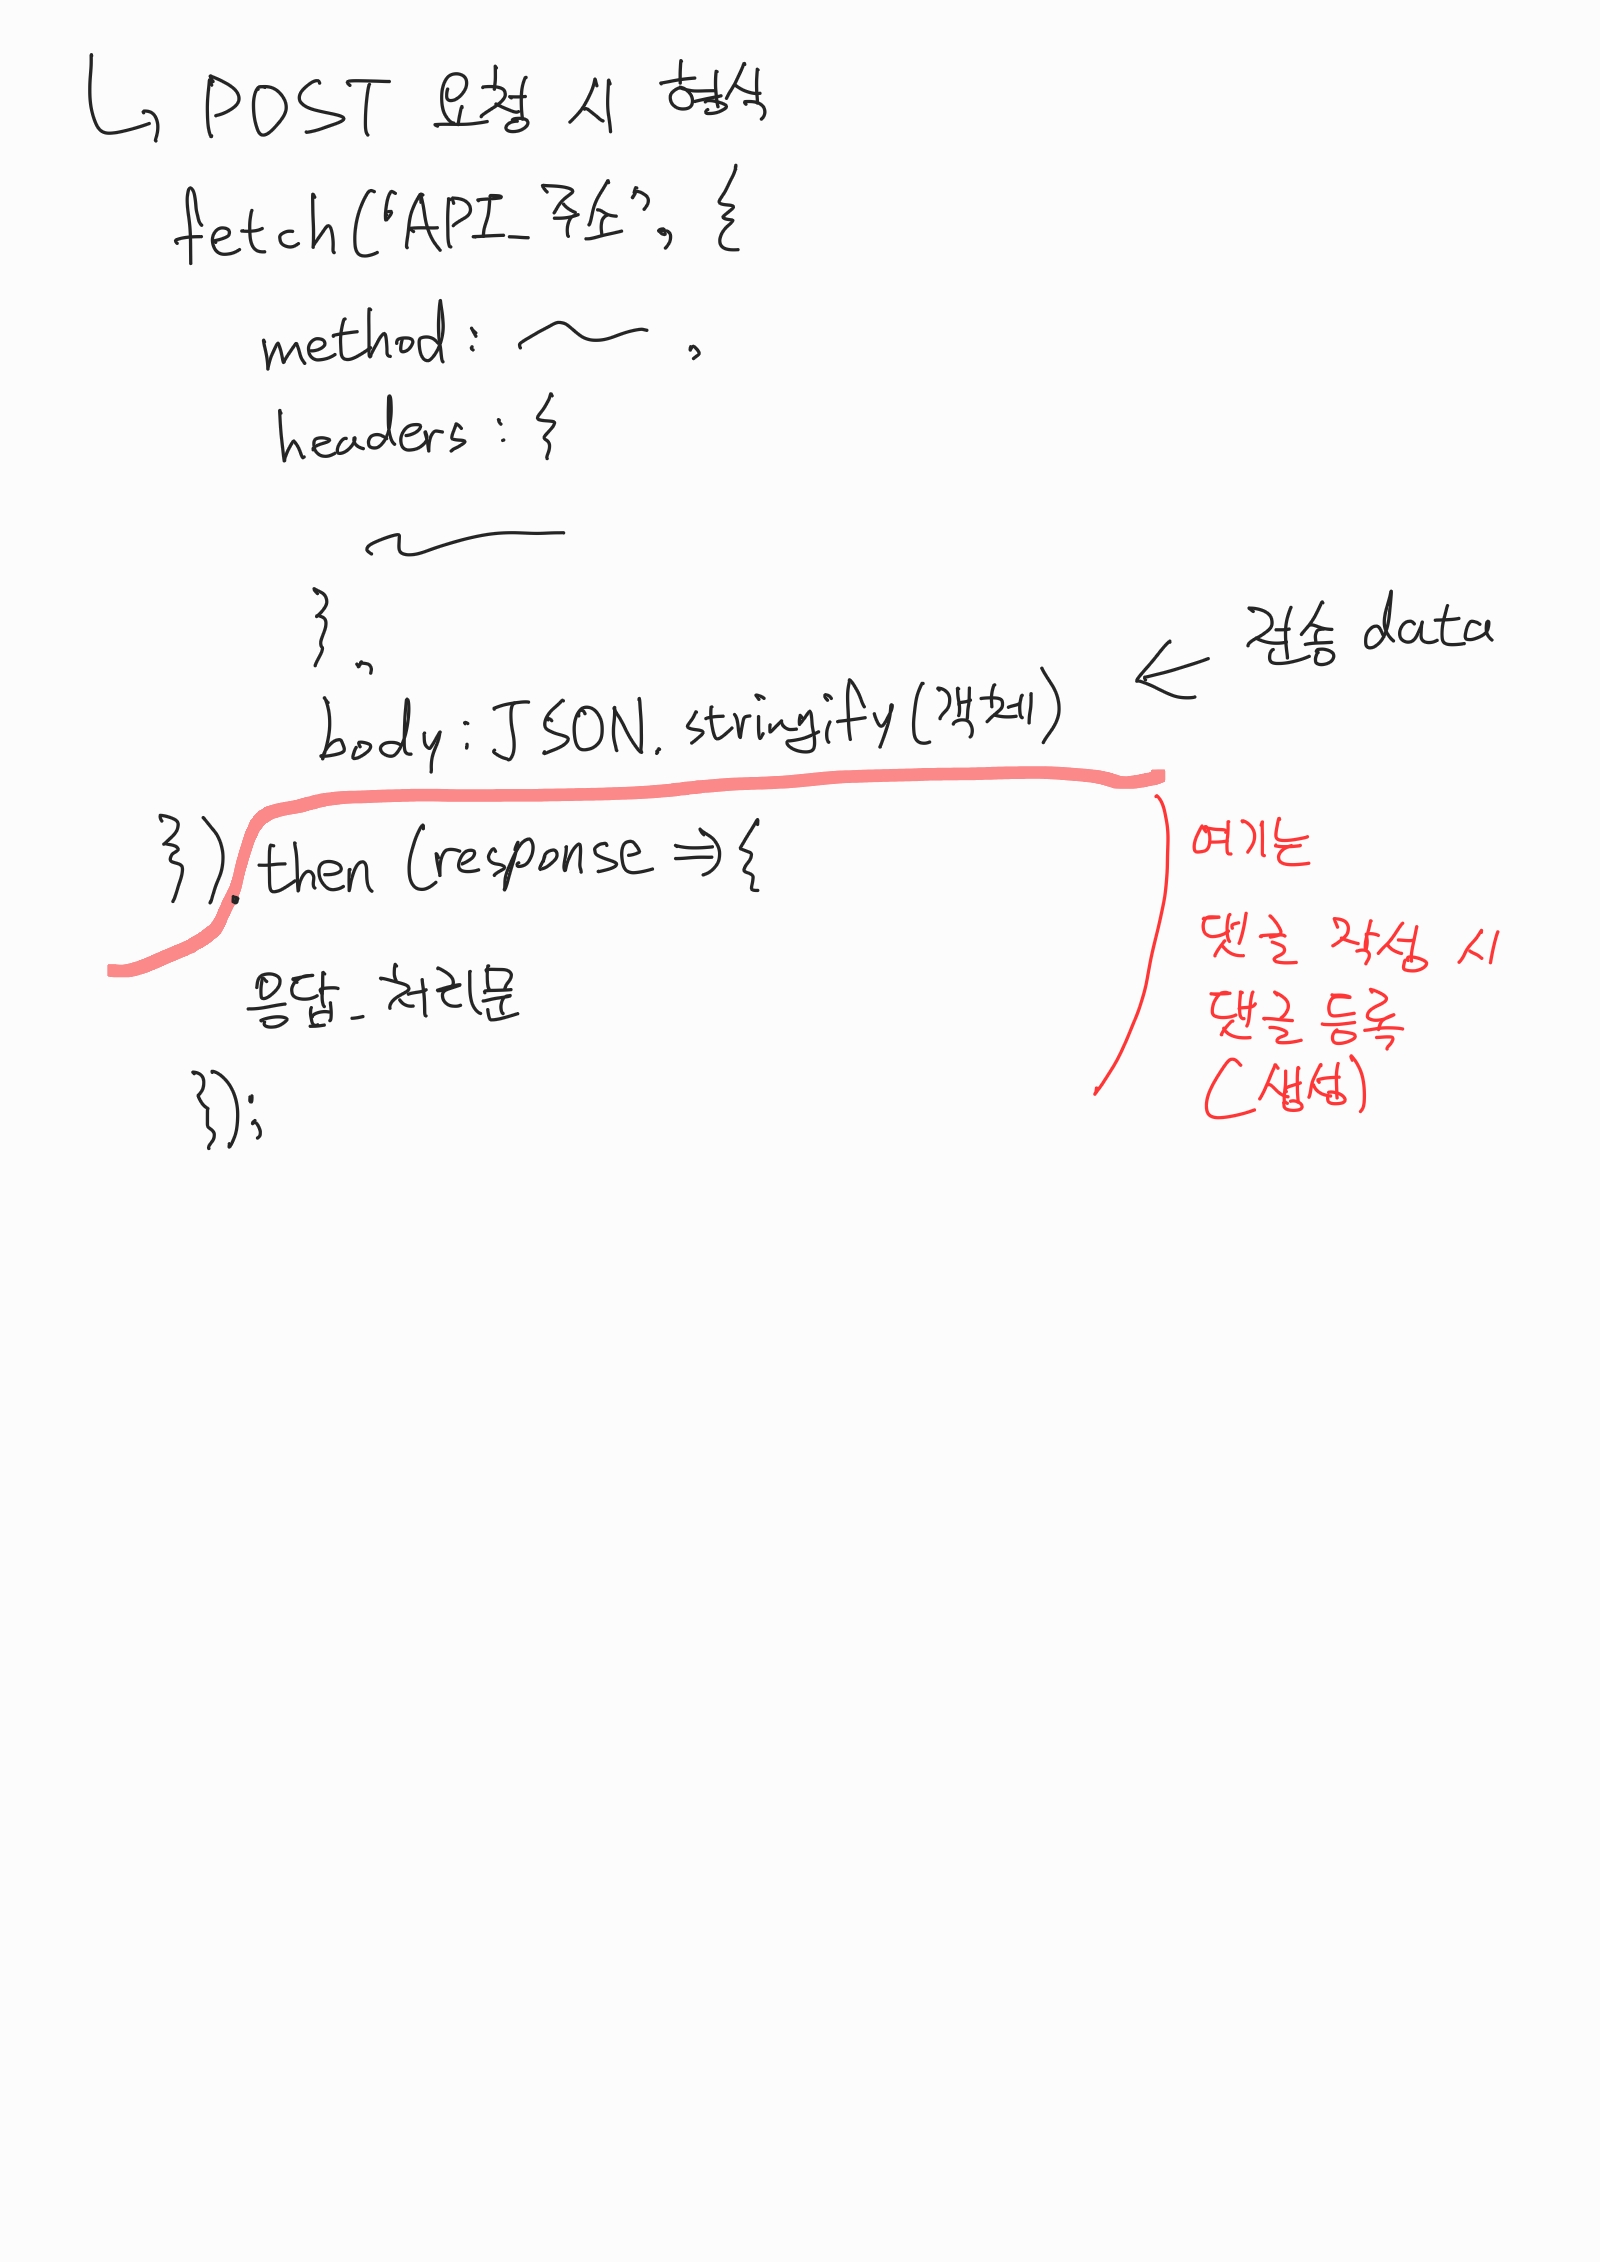 POST 요청 시 형식
fetch('API_주소', {
method: ~ ,
headers : {
~
},
body : JSON.stringify(객체)
← 전송 data
}).then (response => {
응답_처리문
});
여기는
댓글 작성 시
댓글 등록
(생성)